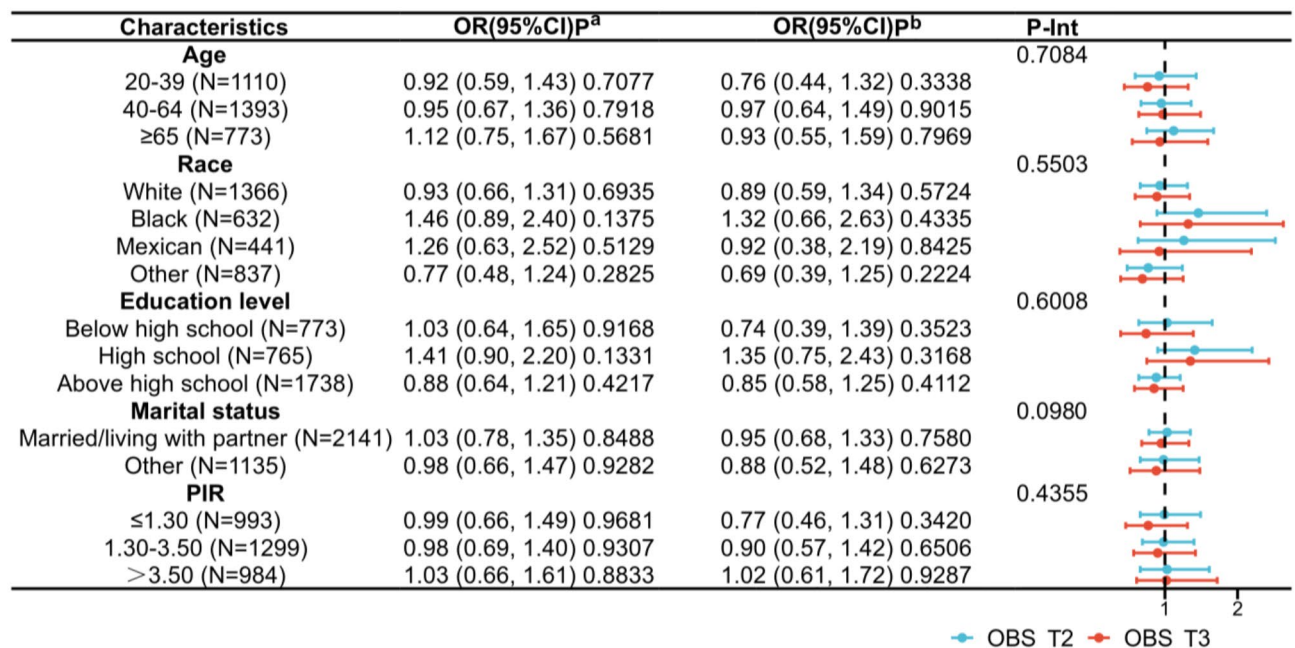 Characteristics OR(95%CI)Pa OR(95%CI)Pb P-Int
Age 0.7084
20-39 (N=1110) 0.92 (0.59, 1.43) 0.7077 0.76 (0.44, 1.32) 0.3338
40-64 (N=1393) 0.95 (0.67, 1.36) 0.7918 0.97 (0.64, 1.49) 0.9015
≥65 (N=773) 1.12 (0.75, 1.67) 0.5681 0.93 (0.55, 1.59) 0.7969
Race 0.5503
White (N=1366) 0.93 (0.66, 1.31) 0.6935 0.89 (0.59, 1.34) 0.5724
Black (N=632) 1.46 (0.89, 2.40) 0.1375 1.32 (0.66, 2.63) 0.4335
Mexican (N=441) 1.26 (0.63, 2.52) 0.5129 0.92 (0.38, 2.19) 0.8425
Other (N=837) 0.77 (0.48, 1.24) 0.2825 0.69 (0.39, 1.25) 0.2224
Education level 0.6008
Below high school (N=773) 1.03 (0.64, 1.65) 0.9168 0.74 (0.39, 1.39) 0.3523
High school (N=765) 1.41 (0.90, 2.20) 0.1331 1.35 (0.75, 2.43) 0.3168
Above high school (N=1738) 0.88 (0.64, 1.21) 0.4217 0.85 (0.58, 1.25) 0.4112
Marital status 0.0980
Married/living with partner (N=2141) 1.03 (0.78, 1.35) 0.8488 0.95 (0.68, 1.33) 0.7580
Other (N=1135) 0.98 (0.66, 1.47) 0.9282 0.88 (0.52, 1.48) 0.6273
PIR 0.4355
≤1.30 (N=993) 0.99 (0.66, 1.49) 0.9681 0.77 (0.46, 1.31) 0.3420
1.30-3.50 (N=1299) 0.98 (0.69, 1.40) 0.9307 0.90 (0.57, 1.42) 0.6506
＞3.50 (N=984) 1.03 (0.66, 1.61) 0.8833 1.02 (0.61, 1.72) 0.9287
1 2
OBS T2 OBS T3